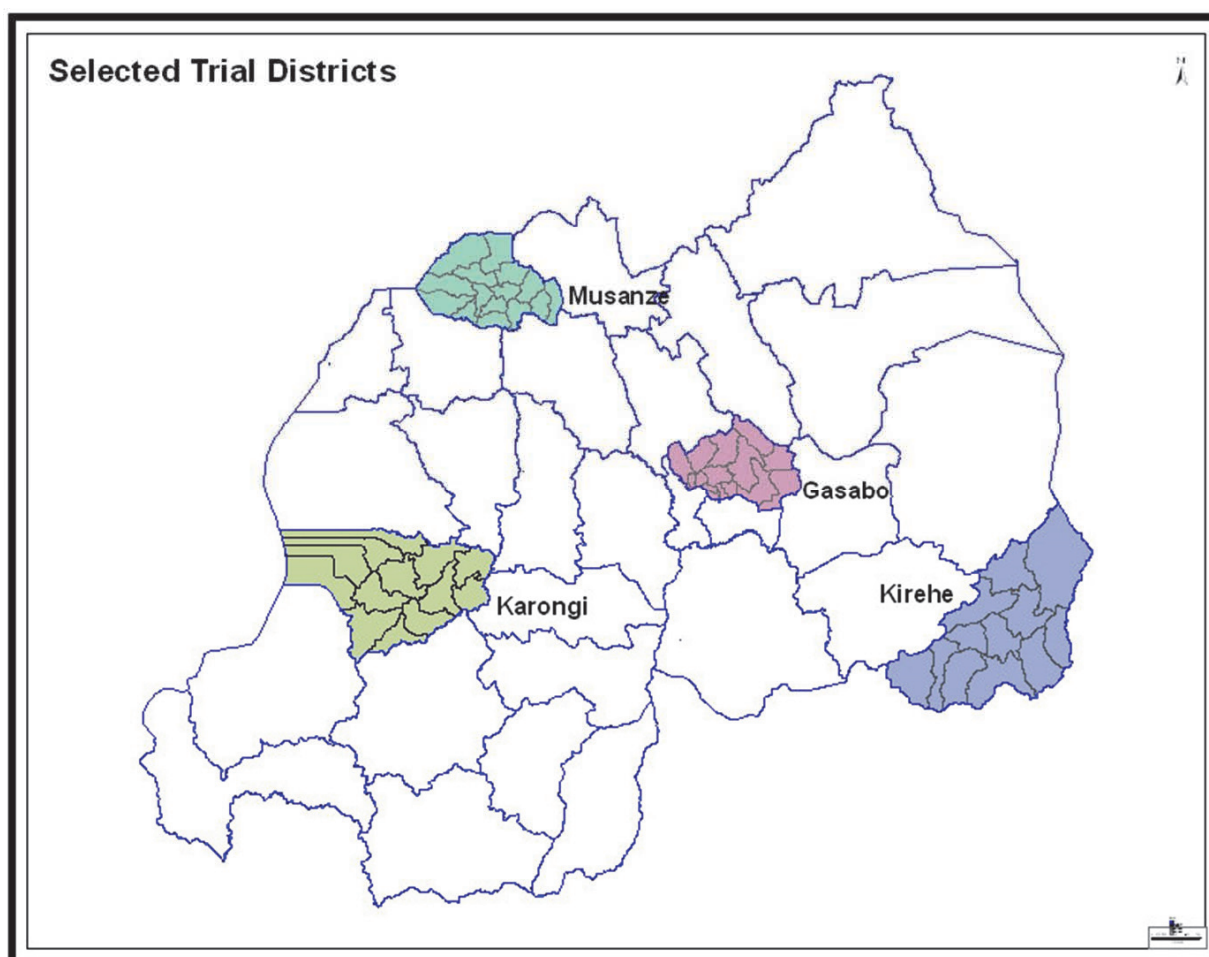 Selected Trial Districts
N
Musanze
Gasabo
Kirehe
Karongi